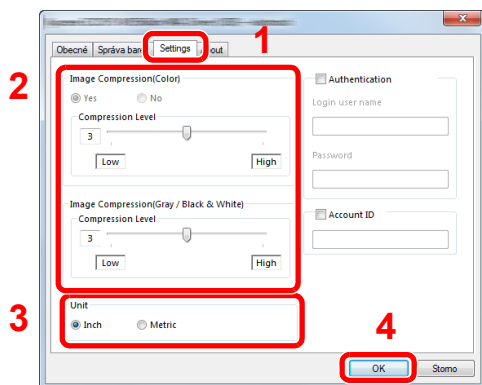 1
Obecné Správa bar Settings out
2
Image Compression(Color)
Yes No
Compression Level
3
Low High
Image Compression(Gray / Black & White)
Compression Level
3
Low High
Authentication
Login user name
Password
Account ID
3
Unit
Inch Metric
4
OK Storno